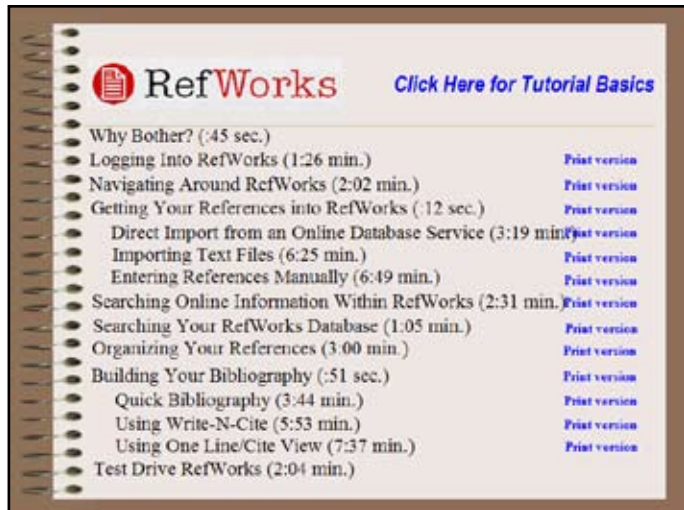 RefWorks Click Here for Tutorial Basics
Why Bother? (:45 sec.)
Logging Into RefWorks (1:26 min.) Print version
Navigating Around RefWorks (2:02 min.) Print version
Getting Your References into RefWorks (:12 sec.) Print version
Direct Import from an Online Database Service (3:19 min.) Print version
Importing Text Files (6:25 min.) Print version
Entering References Manually (6:49 min.) Print version
Searching Online Information Within RefWorks (2:31 min.) Print version
Searching Your RefWorks Database (1:05 min.) Print version
Organizing Your References (3:00 min.) Print version
Building Your Bibliography (:51 sec.) Print version
Quick Bibliography (3:44 min.) Print version
Using Write-N-Cite (5:53 min.) Print version
Using One Line/Cite View (7:37 min.) Print version
Test Drive RefWorks (2:04 min.)